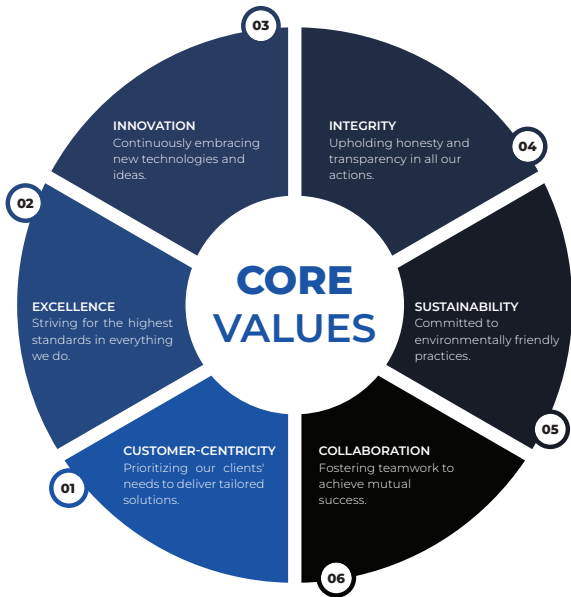 03
INNOVATION
Continuously embracing
new technologies and
ideas.
INTEGRITY
Upholding honesty and
transparency in all our
actions.
04
02
EXCELLENCE
Striving for the highest
standards in everything
we do.
CORE
VALUES
SUSTAINABILITY
Committed to
environmentally friendly
practices.
05
CUSTOMER-CENTRICITY
Prioritizing our clients'
needs to deliver tailored
solutions.
01
COLLABORATION
Fostering teamwork to
achieve mutual
success.
06